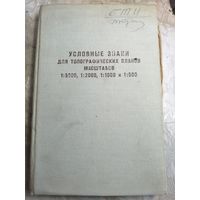 УСЛОВНЫЕ ЗНАКИ
ДЛЯ ТОПОГРАФИЧЕСКИХ ПЛАНОВ
МАСШТАБОВ
1:5000, 1:2000, 1:1000 и 1:500